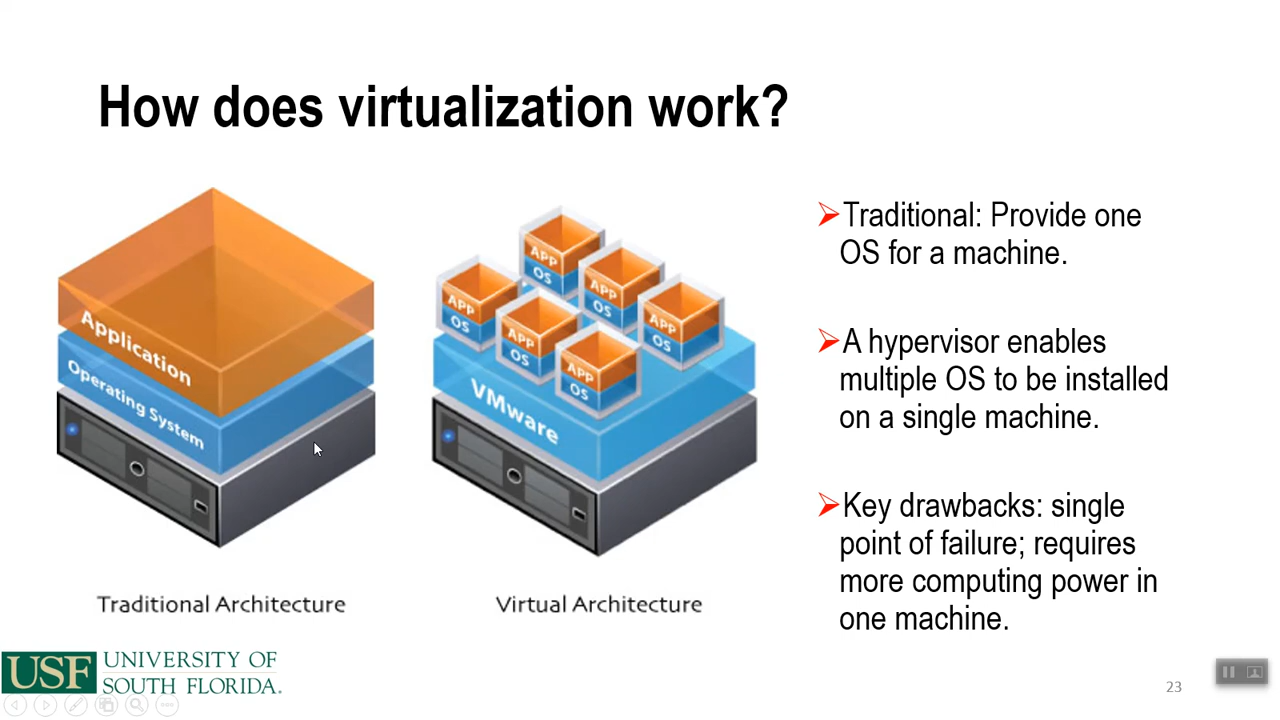 How does virtualization work?
Application
Operating System
Traditional Architecture
APP
OS
APP
OS
APP
OS
APP
OS
APP
OS
APP
OS
VMware
Virtual Architecture
Traditional: Provide one
OS for a machine.
A hypervisor enables
multiple OS to be installed
on a single machine.
Key drawbacks: single
point of failure; requires
more computing power in
one machine.
USF UNIVERSITY OF
SOUTH FLORIDA.
23